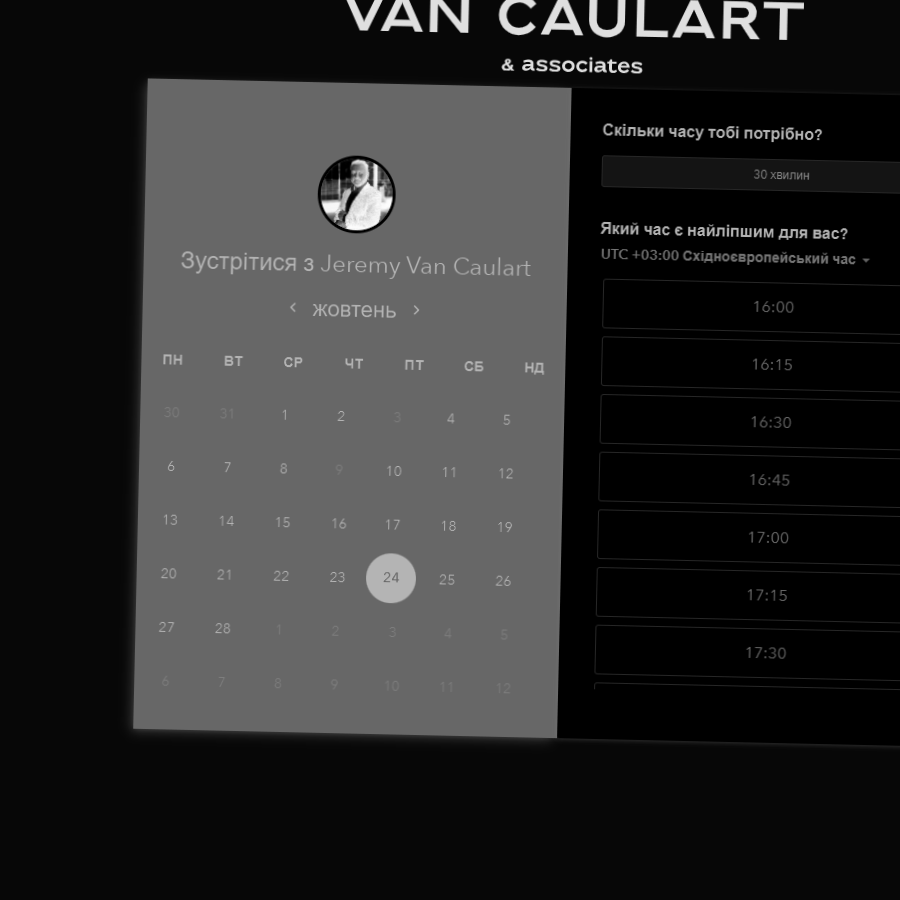 VAN CAULART
& associates
Зустрітися з Jeremy Van Caulart
‹ жовтень ›
ПН ВТ СР ЧТ ПТ СБ НД
30 31 1 2 3 4 5
6 7 8 9 10 11 12
13 14 15 16 17 18 19
20 21 22 23 24 25 26
27 28 1 2 3 4 5
6 7 8 9 10 11 12
Скільки часу тобі потрібно?
30 хвилин
Який час є найліпшим для вас?
UTC +03:00 Східноєвропейський час
16:00
16:15
16:30
16:45
17:00
17:15
17:30